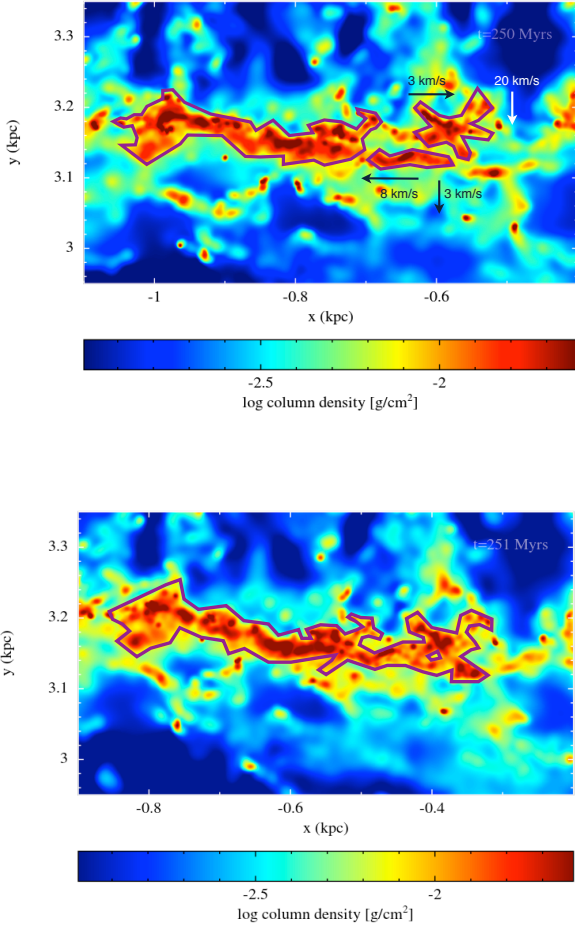 t=250 Myrs
3.3
3 km/s
20 km/s
3.2
y (kpc)
3.1
8 km/s
3 km/s
3
-1
-0.8
-0.6
x (kpc)
-2.5
-2
log column density [g/cm²]
t=251 Myrs
3.3
3.2
y (kpc)
3.1
3
-0.8
-0.6
-0.4
x (kpc)
-2.5
-2
log column density [g/cm²]